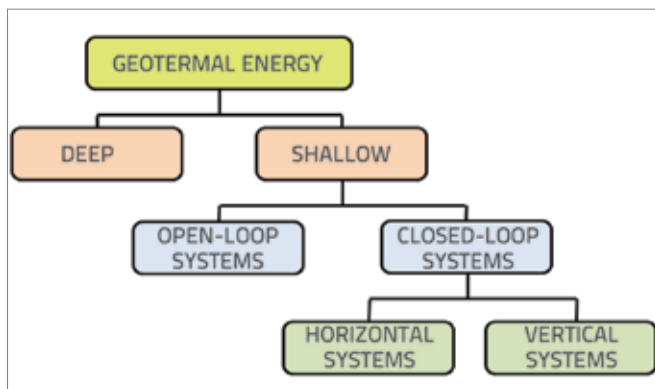 GEOTERMAL ENERGY
DEEP
SHALLOW
OPEN-LOOP
SYSTEMS
CLOSED-LOOP
SYSTEMS
HORIZONTAL
SYSTEMS
VERTICAL
SYSTEMS